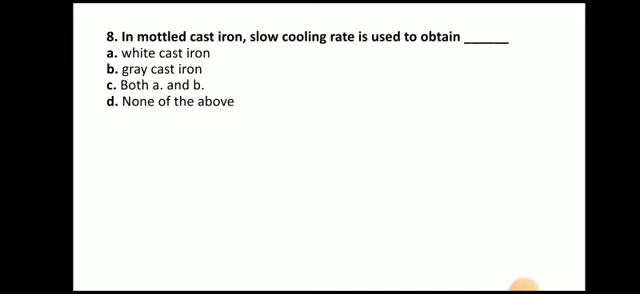 8. In mottled cast iron, slow cooling rate is used to obtain ______
a. white cast iron
b. gray cast iron
c. Both a. and b.
d. None of the above